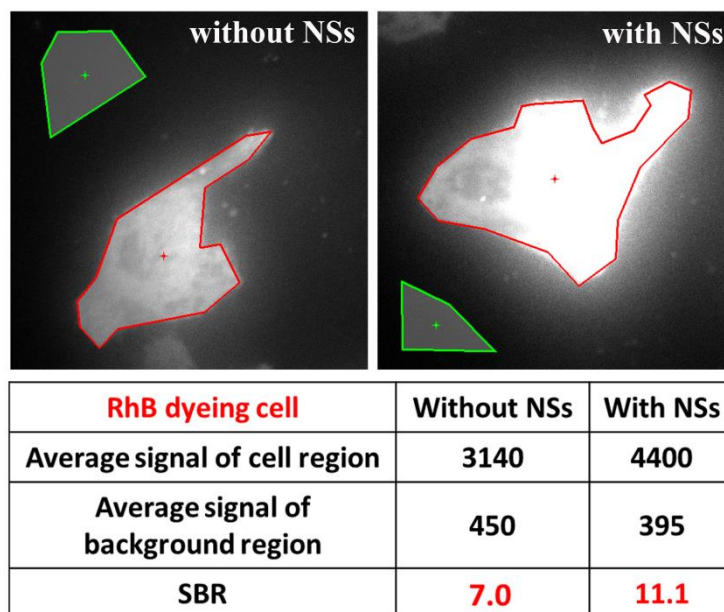 without NSs
with NSs
RhB dyeing cell Without NSs With NSs
Average signal of cell region 3140 4400
Average signal of
background region 450 395
SBR 7.0 11.1